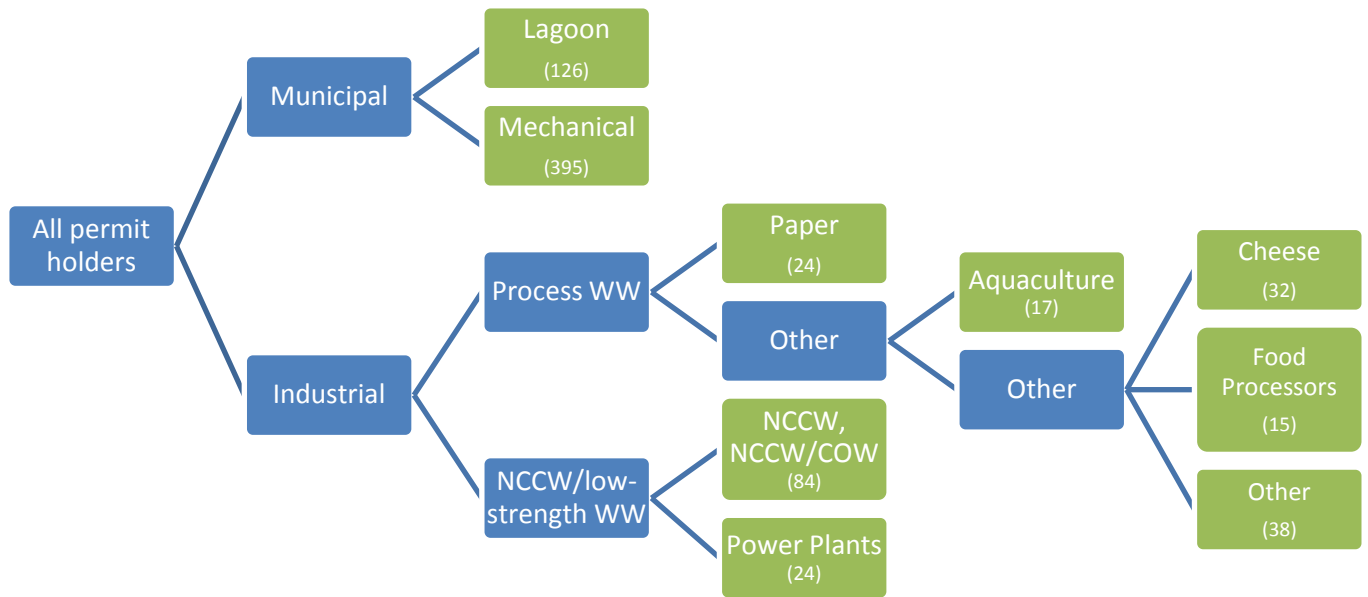 All permit
holders
Municipal
Lagoon
(126)
Mechanical
(395)
Industrial
Process WW
Paper
(24)
Other
Aquaculture
(17)
Other
Cheese
(32)
Food
Processors
(15)
Other
(38)
NCCW/low-
strength WW
NCCW,
NCCW/COW
(84)
Power Plants
(24)